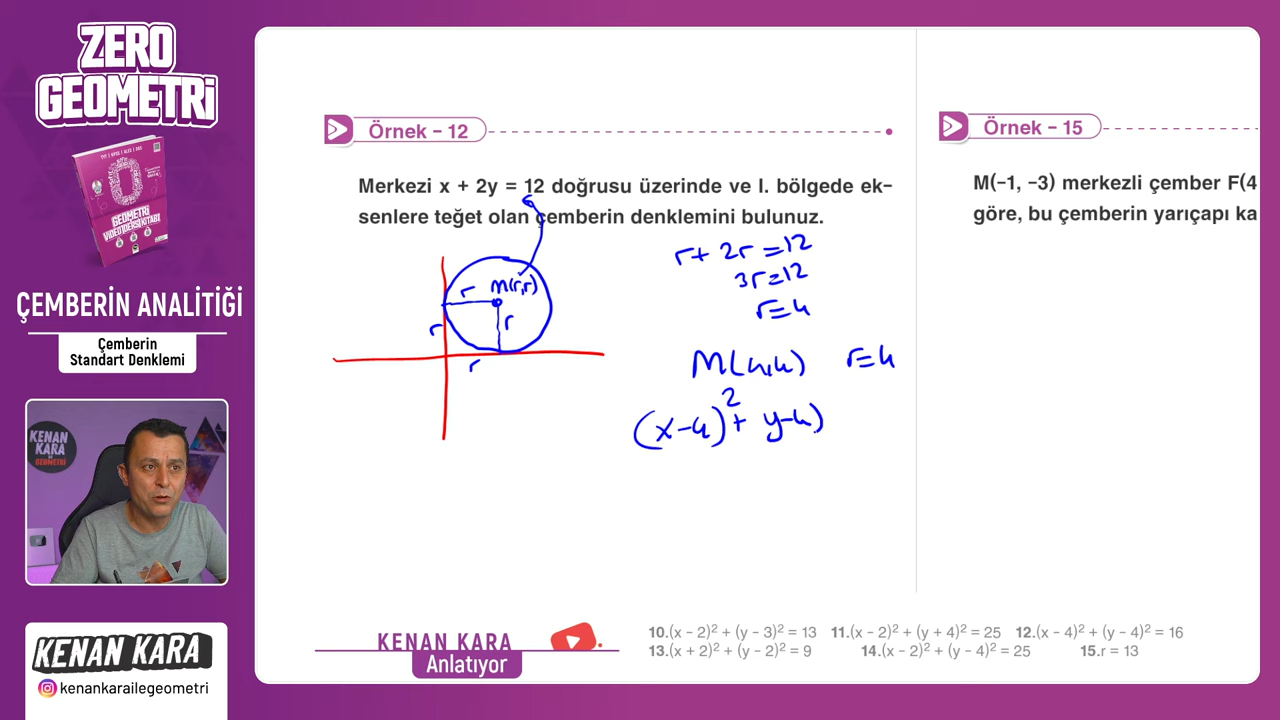 ZERO
GEOMETRİ
GEOMETRİ
VİDEO DERS KİTABI
ÇEMBERİN ANALİTİĞİ
Çemberin
Standart Denklemi
KENAN
KARA
GEOMETRİ
KENAN KARA
kenankarailegeometri
Örnek – 12
Merkezi x + 2y = 12 doğrusu üzerinde ve I. bölgede ek-
senlere teğet olan çemberin denklemini bulunuz.
M(r,r)
r
r
r
r
r + 2r = 12
3r = 12
r = 4
M(4,4) r = 4
(x-4)² + y-4)
Örnek – 15
M(–1, –3) merkezli çember F(4
göre, bu çemberin yarıçapı ka
KENAN KARA
Anlatıyor
10.(x – 2)² + (y – 3)² = 13 11.(x – 2)² + (y + 4)² = 25 12.(x – 4)² + (y – 4)² = 16
13.(x + 2)² + (y – 2)² = 9 14.(x – 2)² + (y – 4)² = 25 15.r = 13